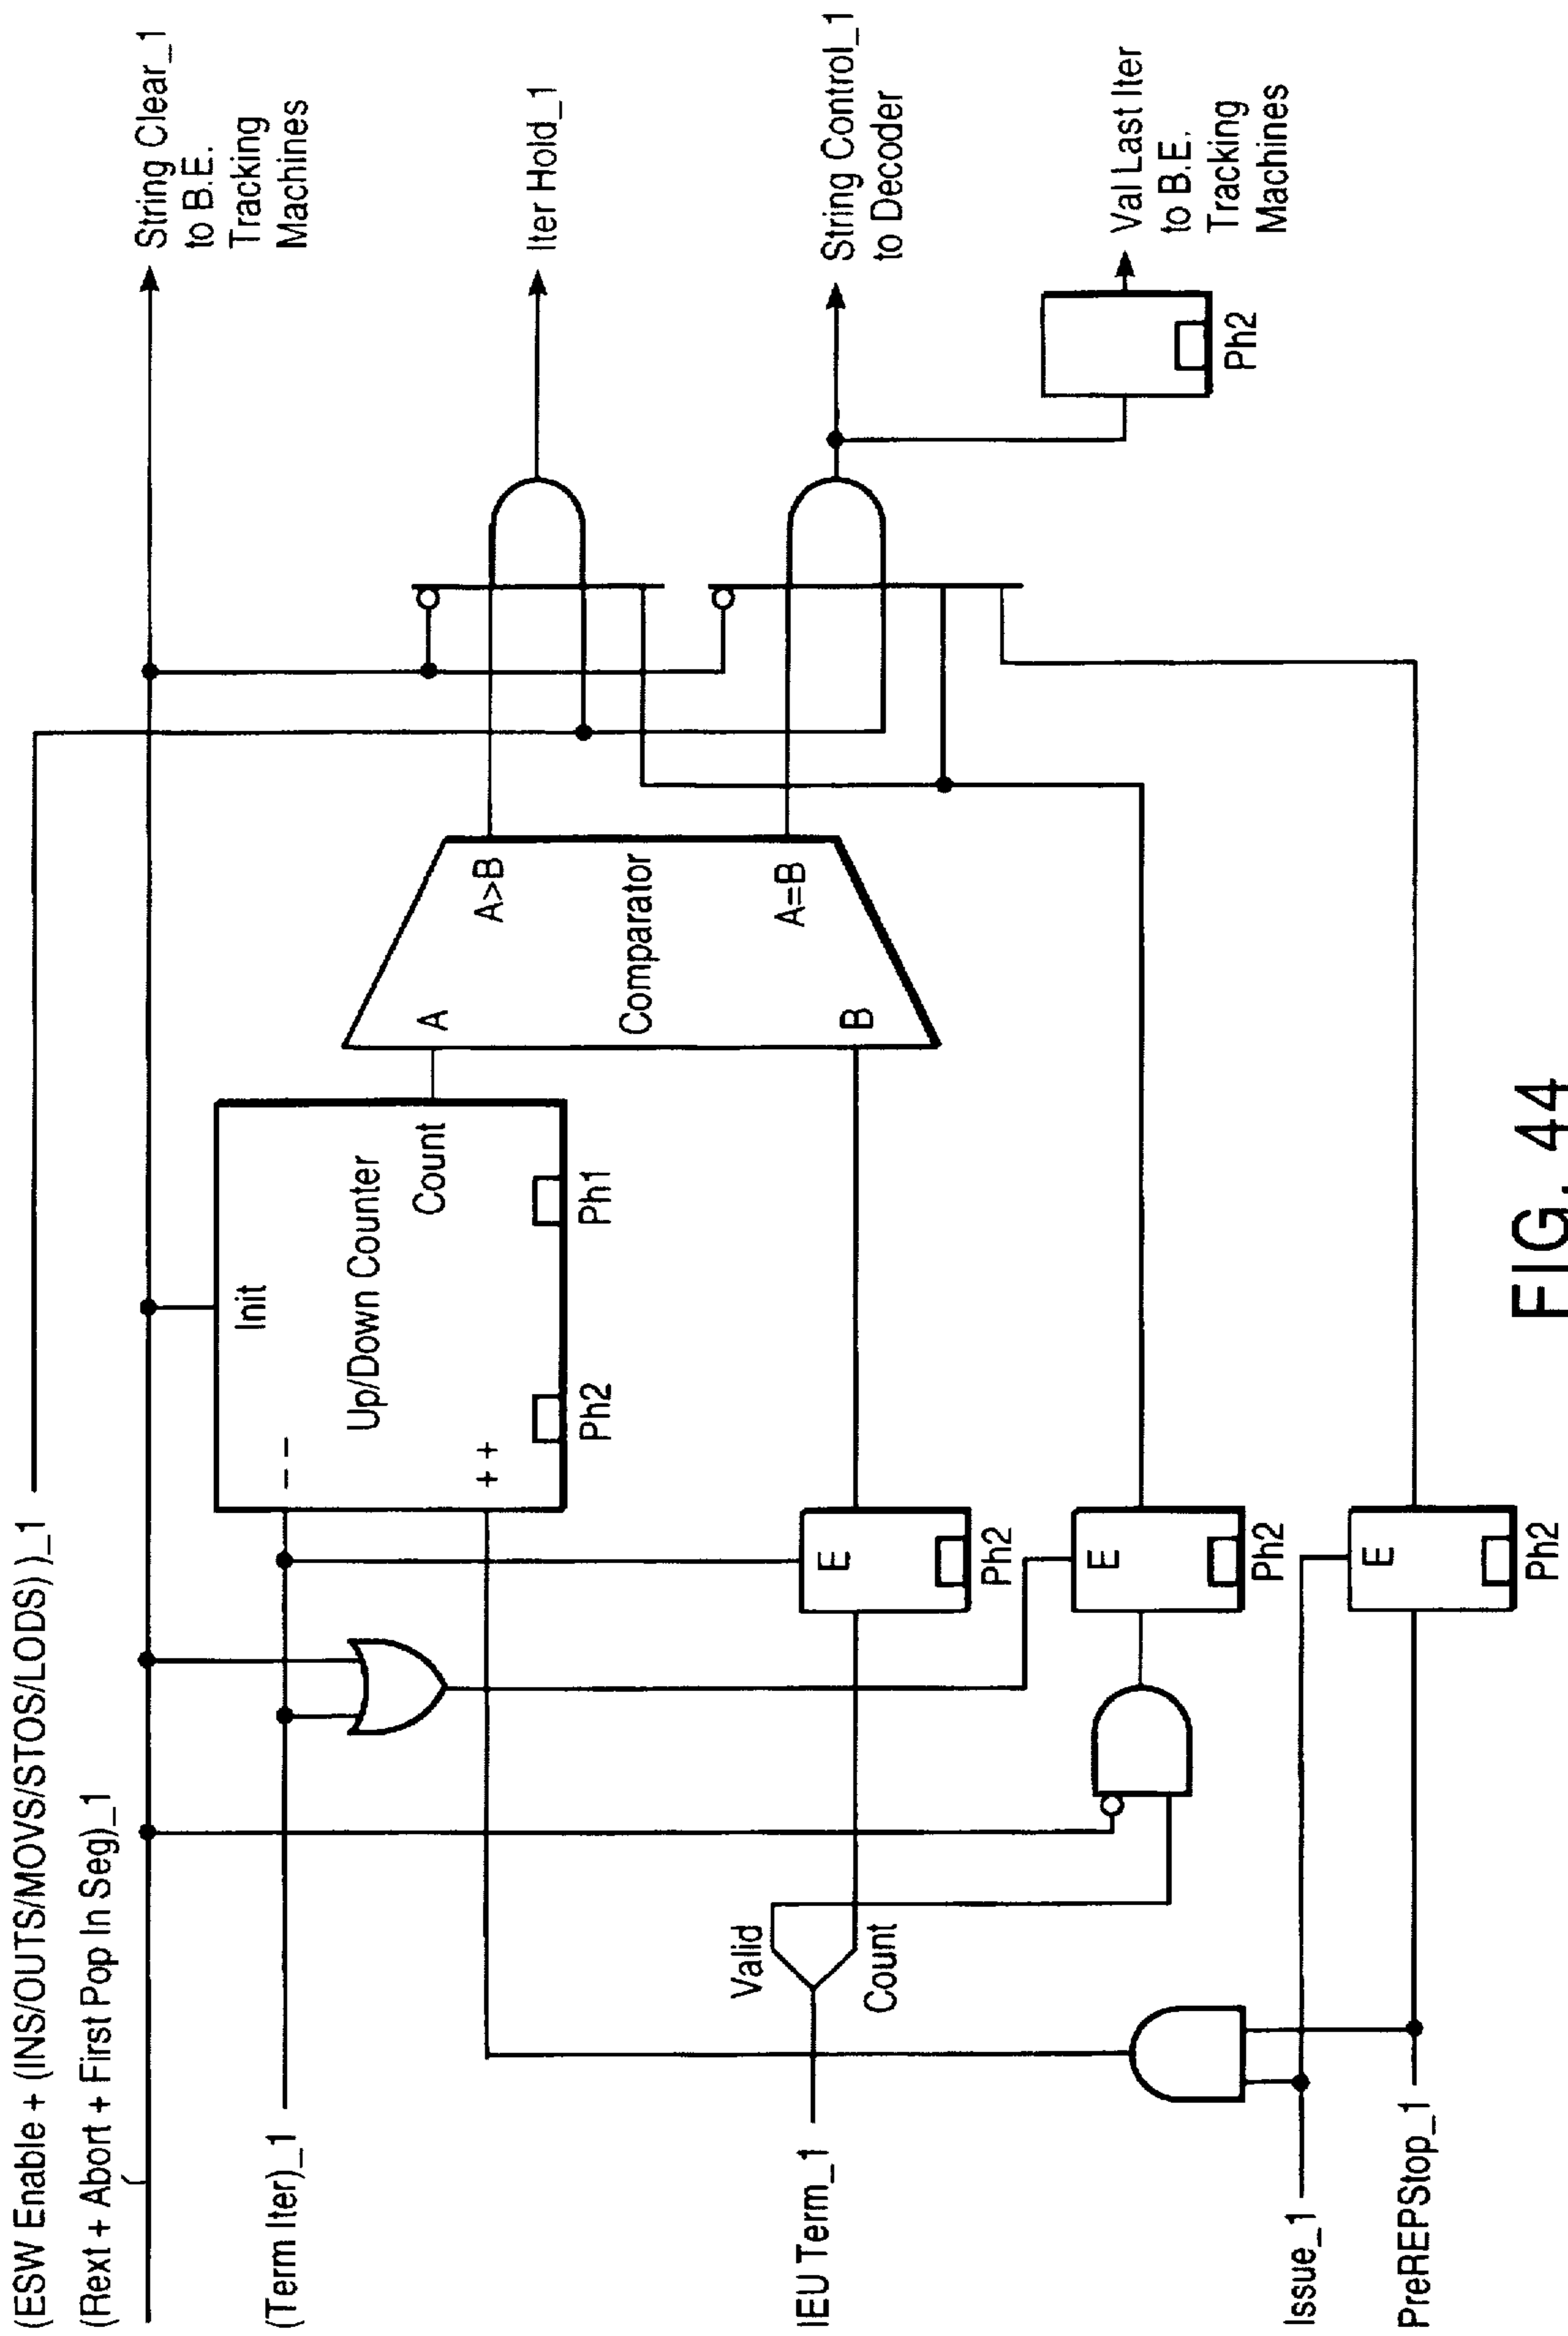 (ESW Enable + (INS/OUTS/MOVS/STOS/LODS) )_1
(Rext + Abort + First Pop In Seg)_1
(Term Iter)_1
IEU Term_1
Issue_1
PreREPStop_1
Valid
Count
Init
- -
Up/Down Counter
+ +
Count
Ph2
Ph1
E
Ph2
E
Ph2
E
Ph2
A
B
Comparator
A>B
A=B
String Clear_1
to B.E.
Tracking
Machines
Iter Hold_1
String Control_1
to Decoder
Val Last Iter
to B.E.
Tracking
Machines
Ph2
FIG. 44